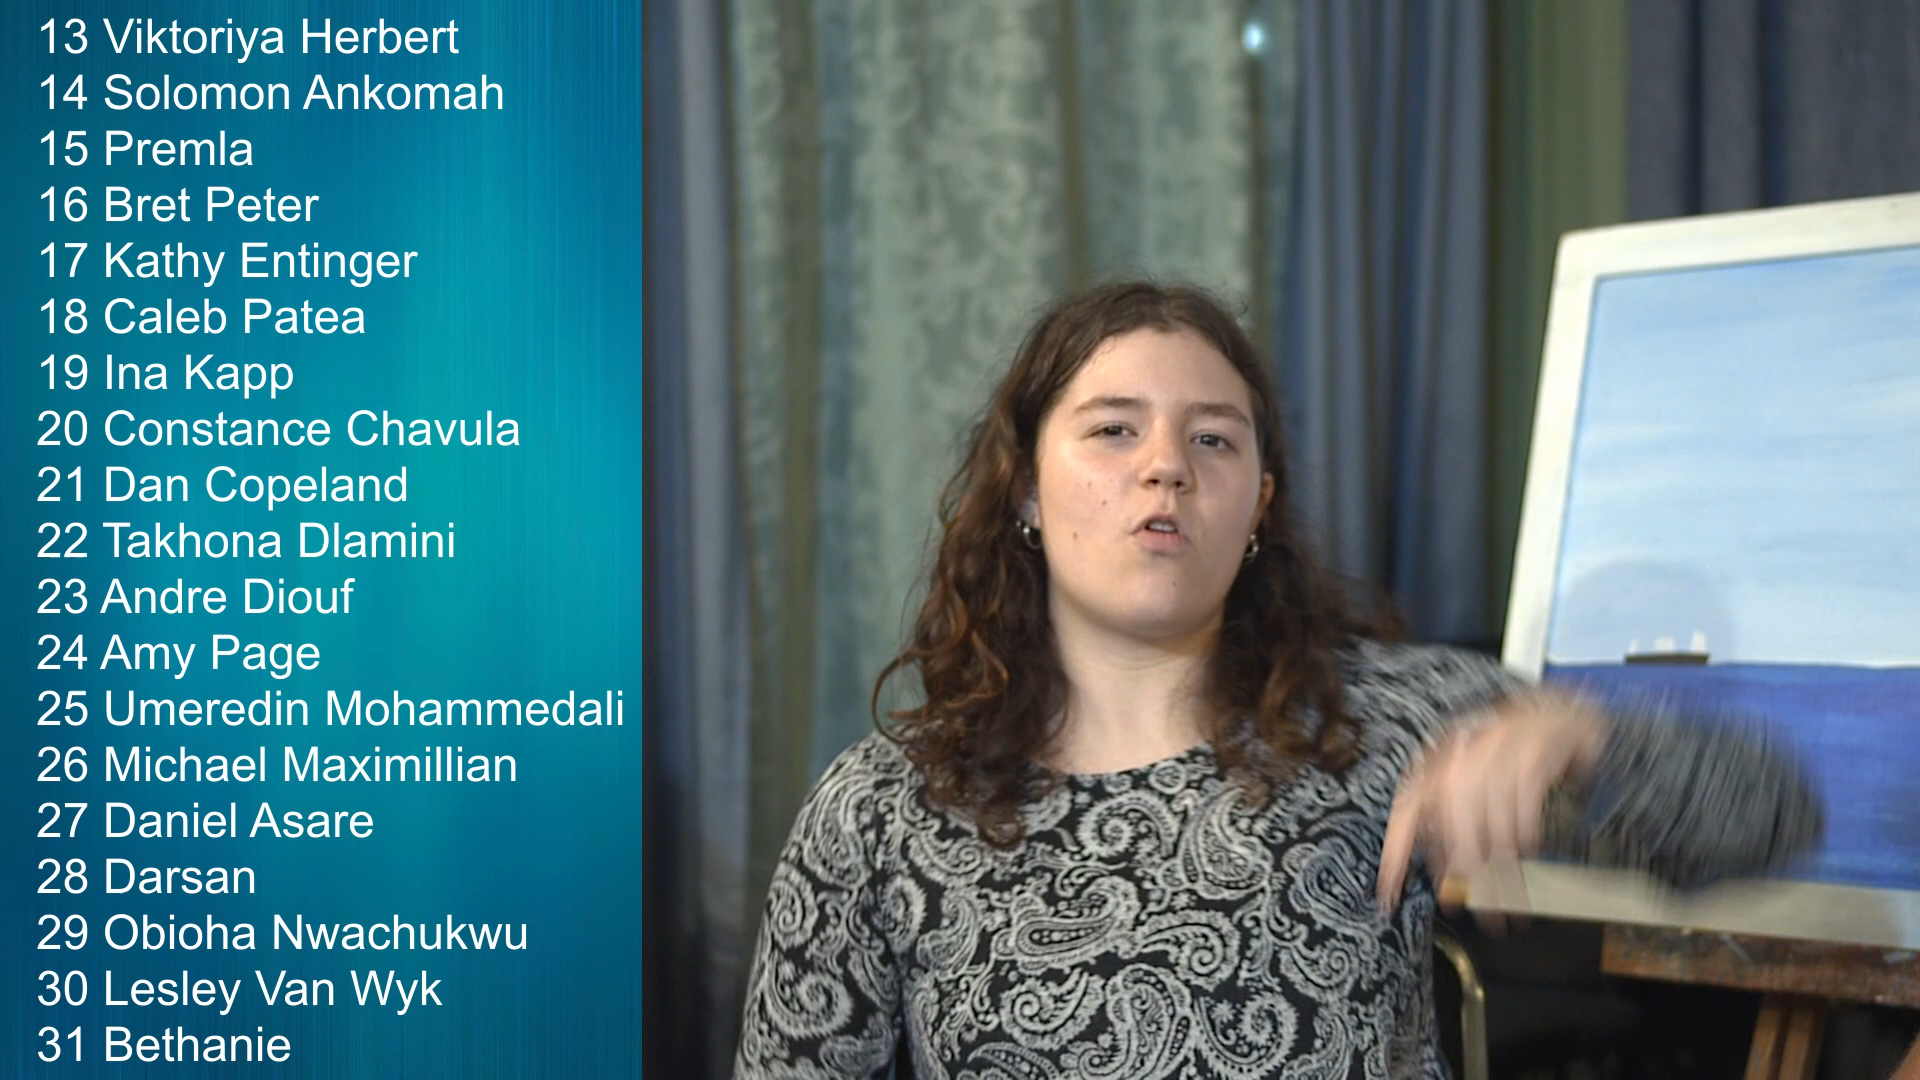 13 Viktoriya Herbert
14 Solomon Ankomah
15 Premla
16 Bret Peter
17 Kathy Entinger
18 Caleb Patea
19 Ina Kapp
20 Constance Chavula
21 Dan Copeland
22 Takhona Dlamini
23 Andre Diouf
24 Amy Page
25 Umeredin Mohammedali
26 Michael Maximillian
27 Daniel Asare
28 Darsan
29 Obioha Nwachukwu
30 Lesley Van Wyk
31 Bethanie